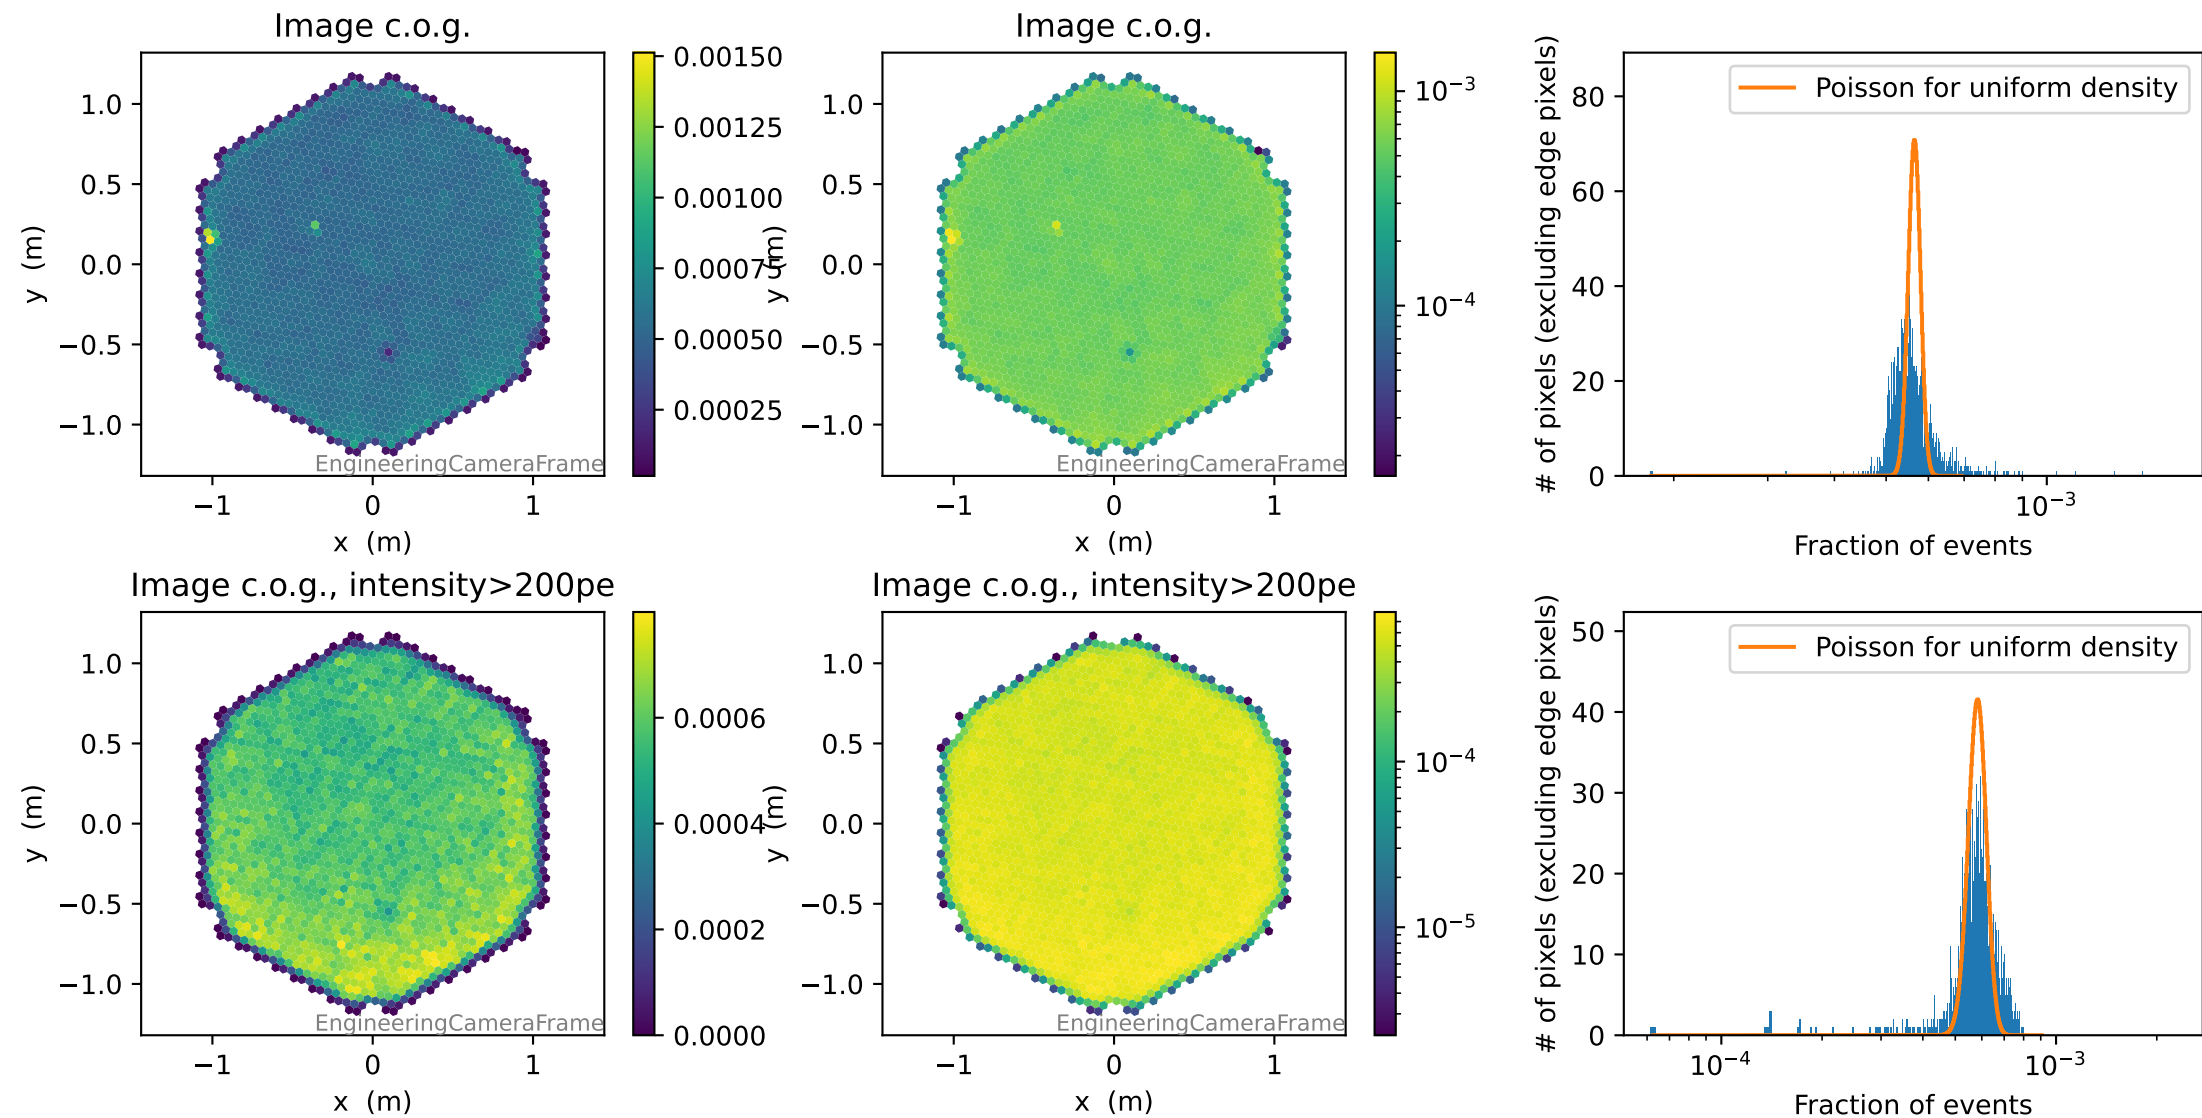 Image c.o.g.
Image c.o.g.
1.0
0.5
0.0
−0.5
−1.0
y (m)
−1
0
1
x (m)
EngineeringCameraFrame
0.00150
0.00125
0.00100
0.00050
0.00025
1.0
0.5
0.0
−0.5
−1.0
y (m)
−1
0
1
x (m)
EngineeringCameraFrame
10⁻³
10⁻⁴
# of pixels (excluding edge pixels)
80
60
40
20
0
Poisson for uniform density
10⁻³
Fraction of events
Image c.o.g., intensity>200pe
Image c.o.g., intensity>200pe
1.0
0.5
0.0
−0.5
−1.0
y (m)
−1
0
1
x (m)
EngineeringCameraFrame
0.0006
0.0004
0.0002
0.0000
1.0
0.5
0.0
−0.5
−1.0
y (m)
−1
0
1
x (m)
EngineeringCameraFrame
10⁻⁴
10⁻⁵
# of pixels (excluding edge pixels)
50
40
30
20
10
0
Poisson for uniform density
10⁻⁴
10⁻³
Fraction of events